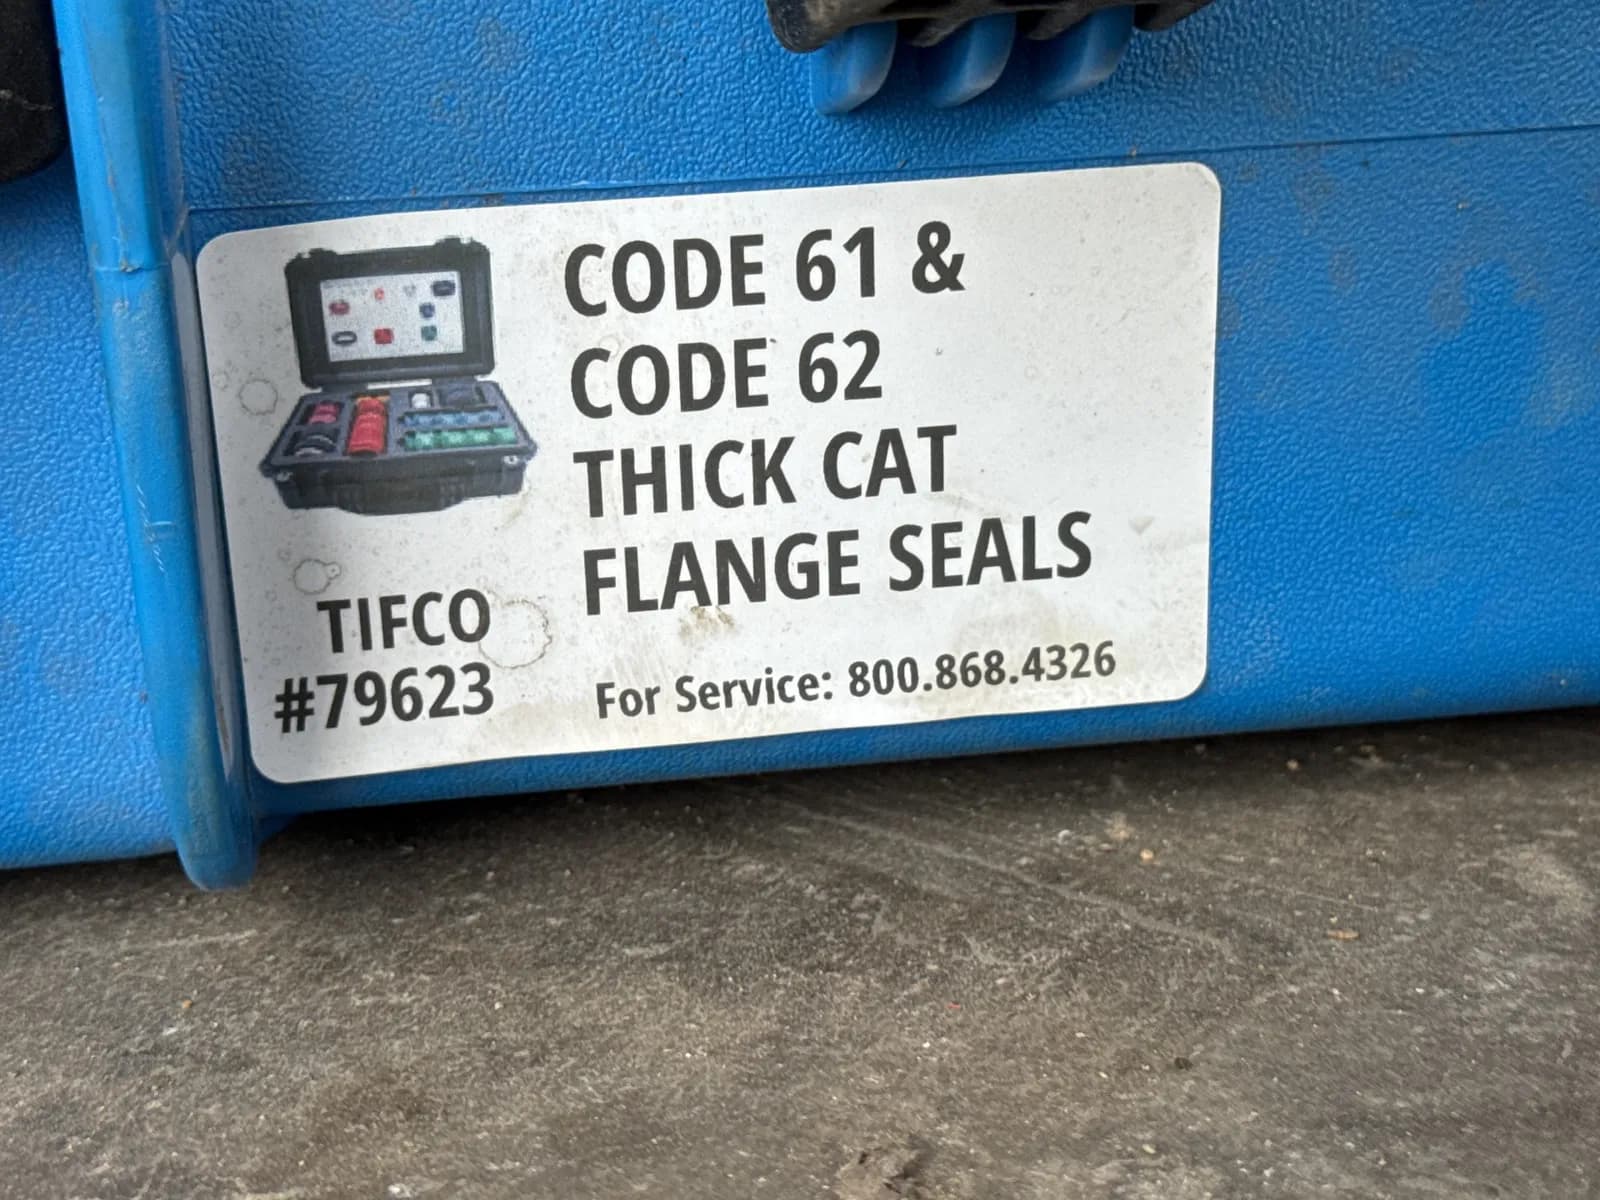 CODE 61 &
CODE 62
THICK CAT
FLANGE SEALS
TIFCO
#79623
For Service: 800.868.4326